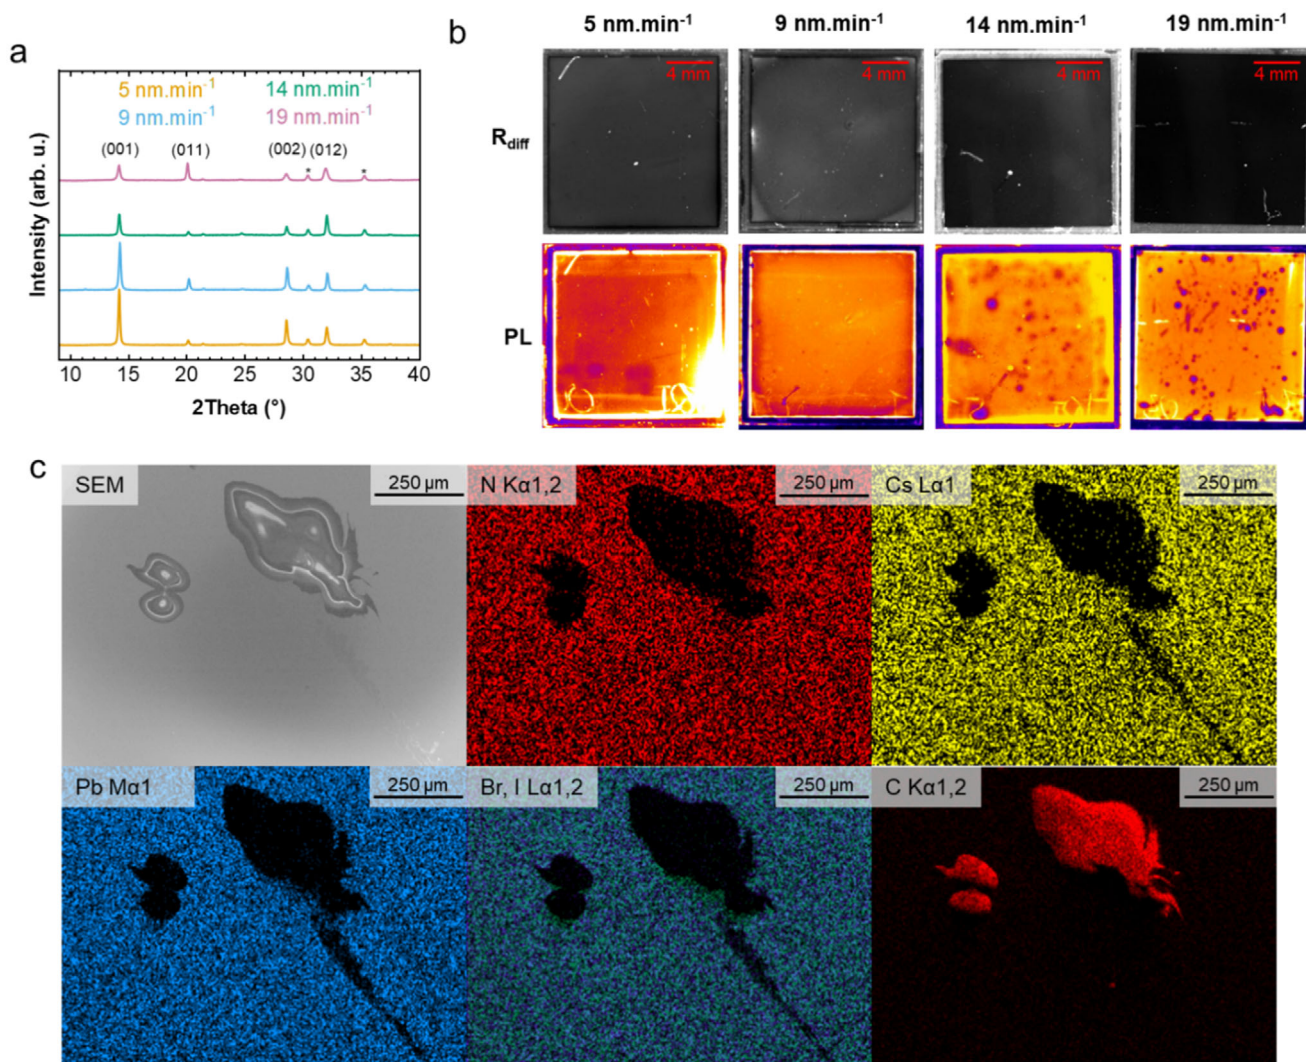 a
5 nm.min⁻¹
14 nm.min⁻¹
9 nm.min⁻¹
19 nm.min⁻¹
(001)
(011)
(002)
(012)
*
*
Intensity (arb. u.)
10 15 20 25 30 35 40
2Theta (°)
b
5 nm.min⁻¹
9 nm.min⁻¹
14 nm.min⁻¹
19 nm.min⁻¹
R_diff
4 mm
4 mm
4 mm
4 mm
PL
c
SEM
250 µm
N Kα1,2
250 µm
Cs Lα1
250 µm
Pb Mα1
250 µm
Br, I Lα1,2
250 µm
C Kα1,2
250 µm